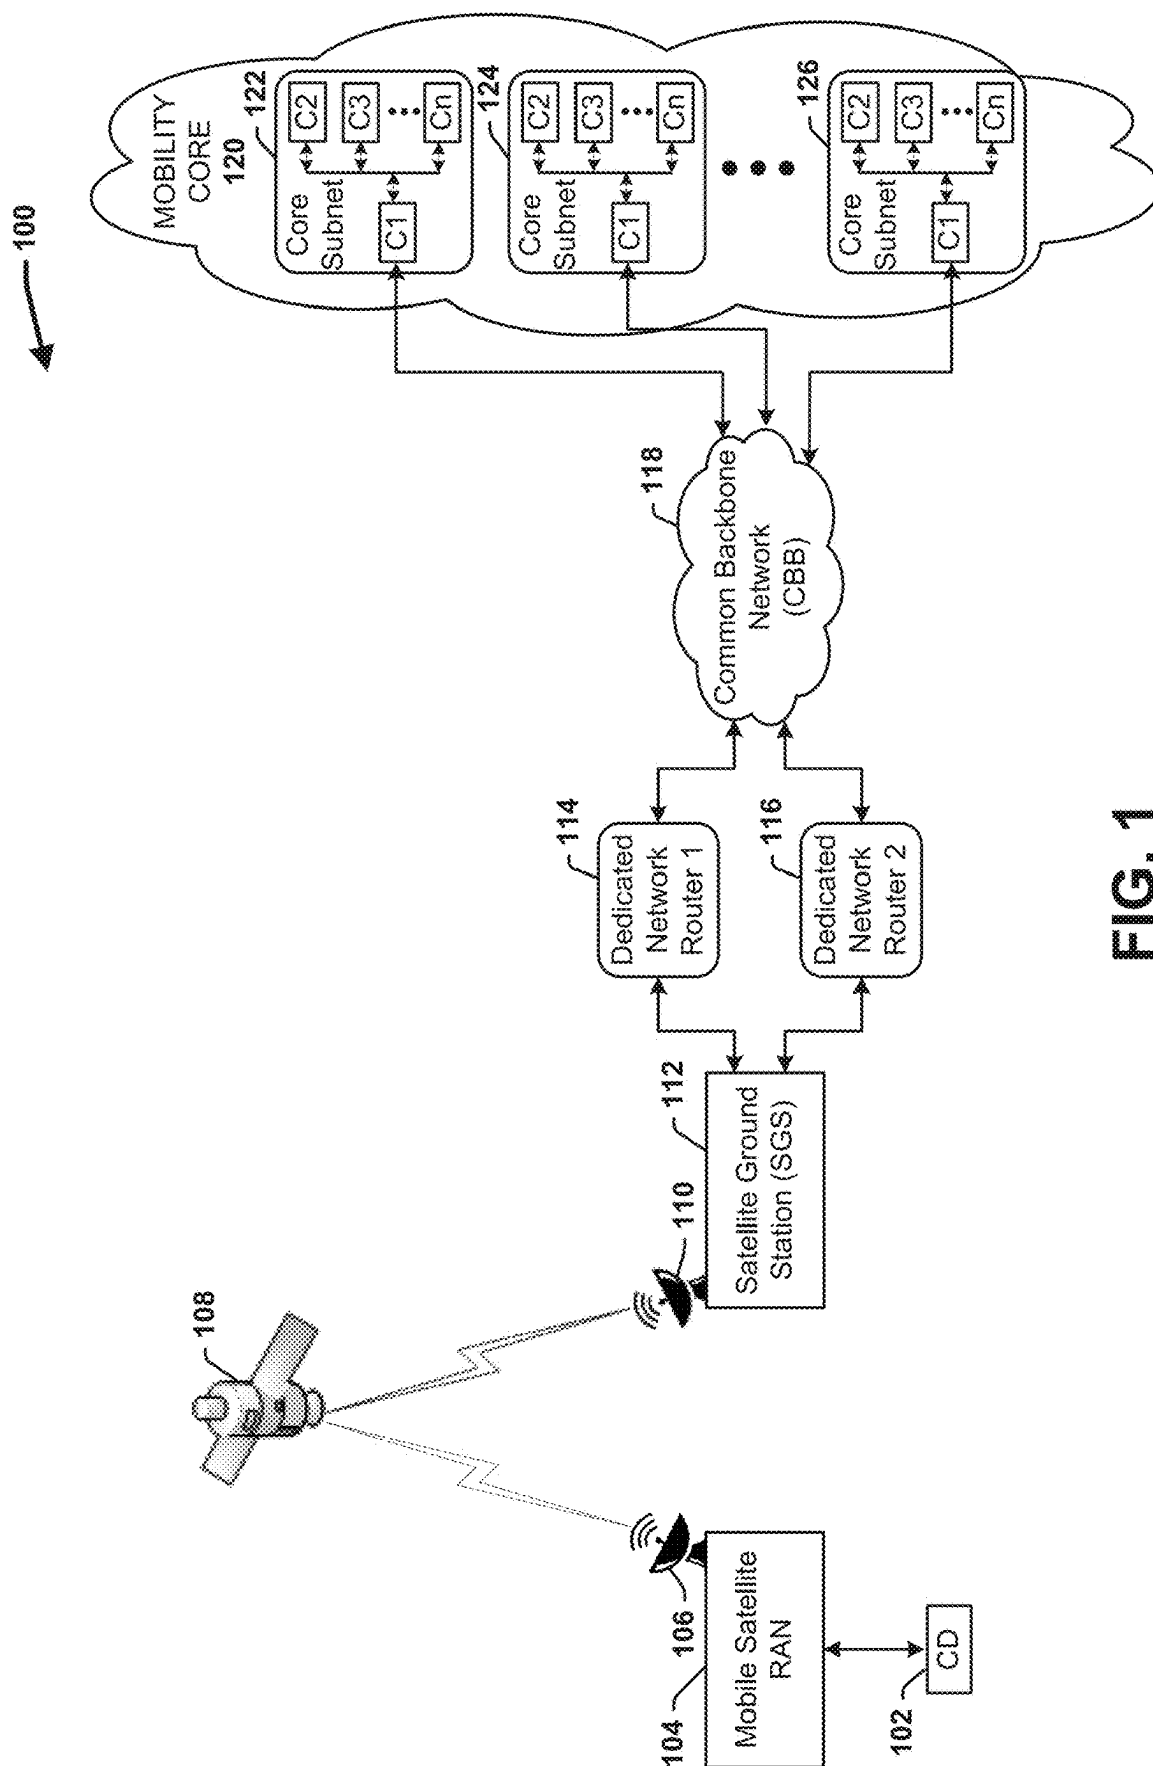 100
MOBILITY
CORE
120
122
Core
Subnet
C1
C2
C3
Cn
124
Core
Subnet
C1
C2
C3
Cn
126
Core
Subnet
C1
C2
C3
Cn
118
Common Backbone
Network
(CBB)
114
Dedicated
Network
Router 1
116
Dedicated
Network
Router 2
112
Satellite Ground
Station (SGS)
110
108
106
104
Mobile Satellite
RAN
102
CD
FIG. 1